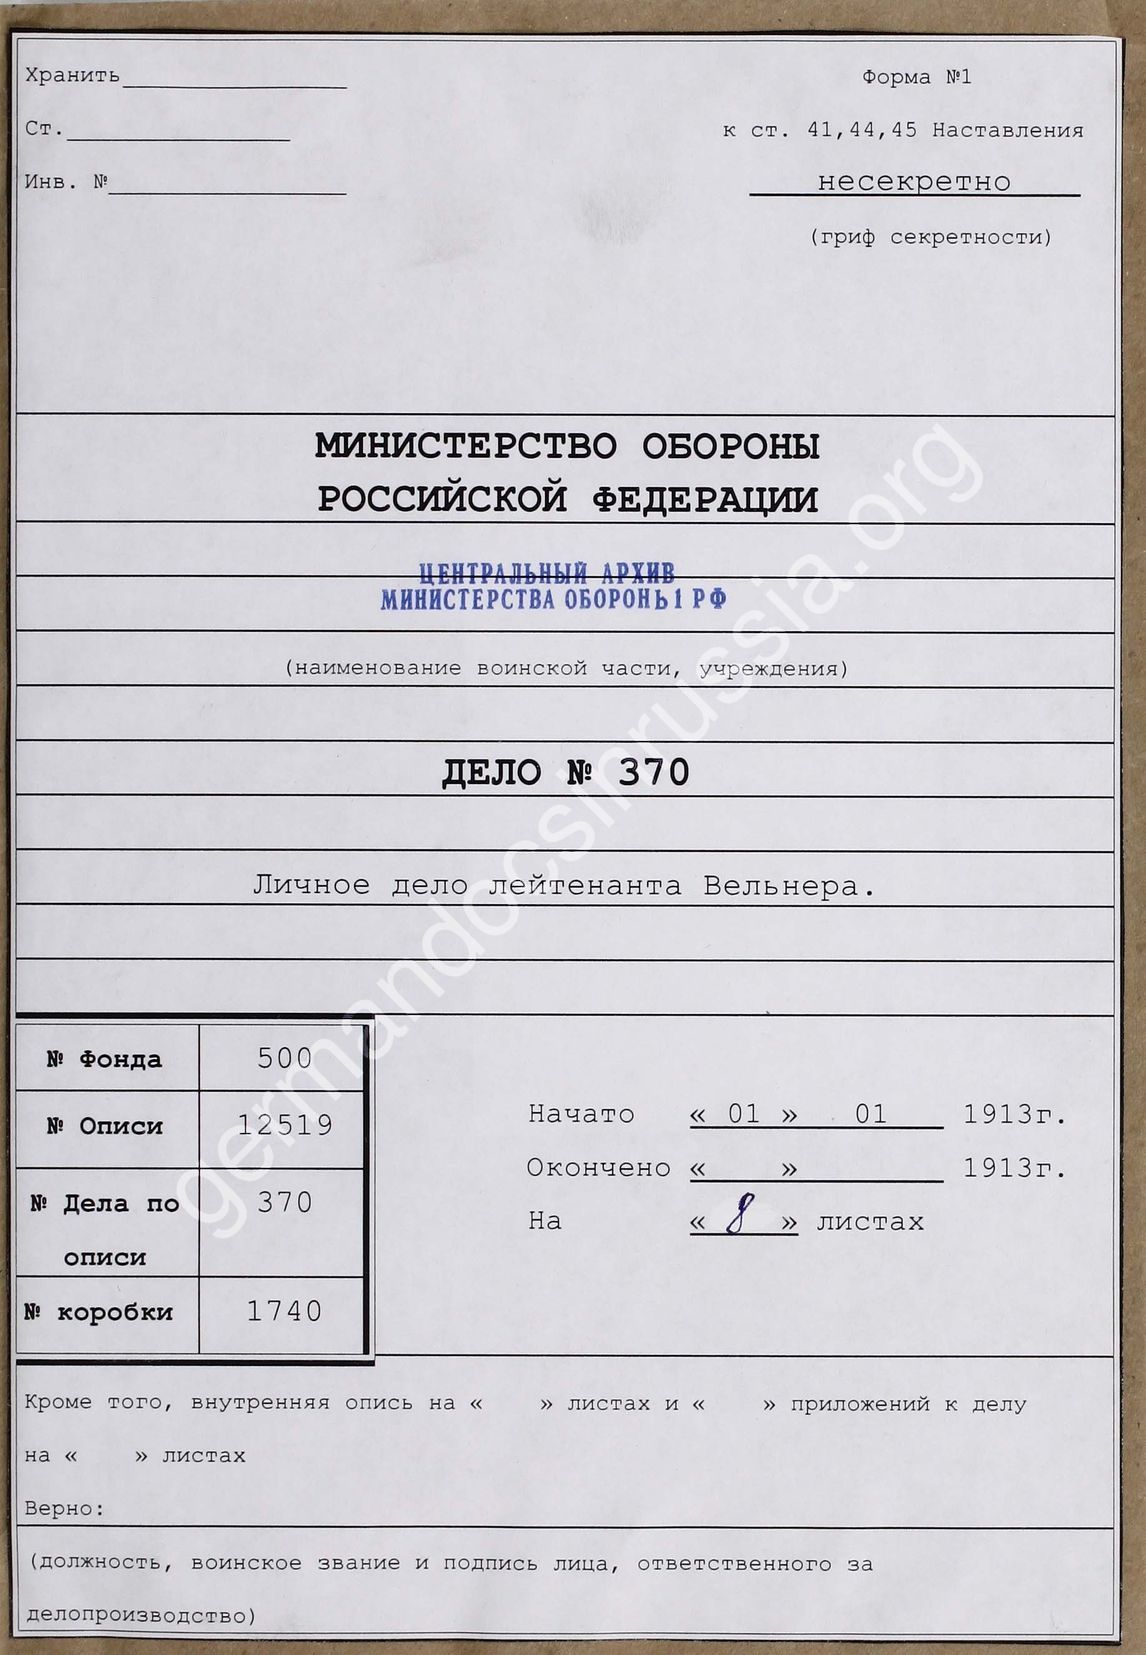 Хранить
Форма №1
Ст.
к ст. 41,44,45 Наставления
Инв. №
несекретно
(гриф секретности)
МИНИСТЕРСТВО ОБОРОНЫ
РОССИЙСКОЙ ФЕДЕРАЦИИ
ЦЕНТРАЛЬНЫЙ АРХИВ
МИНИСТЕРСТВА ОБОРОНЫ РФ
(наименование воинской части, учреждения)
ДЕЛО № 370
Личное дело лейтенанта Вельнера.
№ Фонда 500
№ Описи 12519
№ Дела по 370
описи
№ коробки 1740
Начато « 01 » 01 1913г.
Окончено « » 1913г.
На « 8 » листах
Кроме того, внутренняя опись на « » листах и « » приложений к делу
на « » листах
Верно:
(должность, воинское звание и подпись лица, ответственного за
делопроизводство)
germandocsinrussia.org